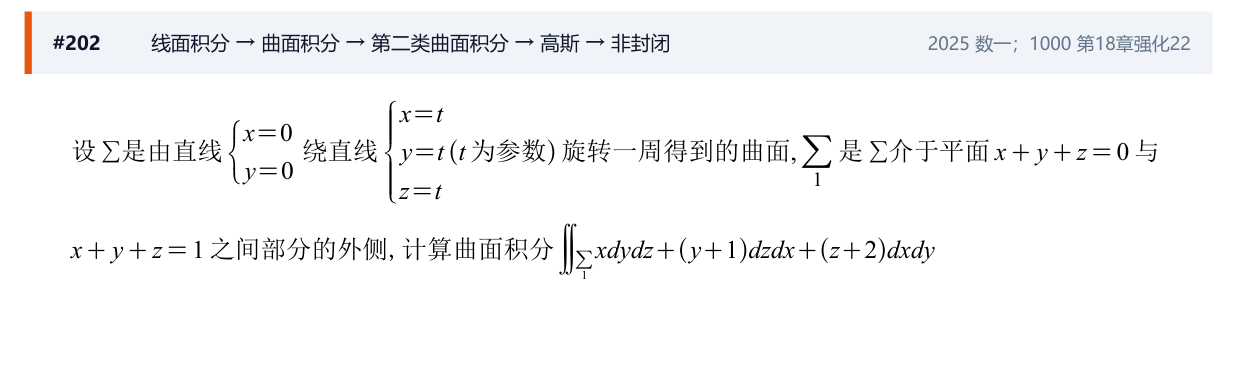 #202 线面积分 → 曲面积分 → 第二类曲面积分 → 高斯 → 非封闭 2025 数一；1000 第18章强化22
设 ∑是由直线 {x=0 y=0 绕直线 {x=t y=t (t 为参数) z=t 旋转一周得到的曲面, ∑₁ 是 ∑介于平面 x+y+z=0 与
x+y+z=1 之间部分的外侧, 计算曲面积分 ∬_∑₁ xdydz+(y+1)dzdx+(z+2)dxdy